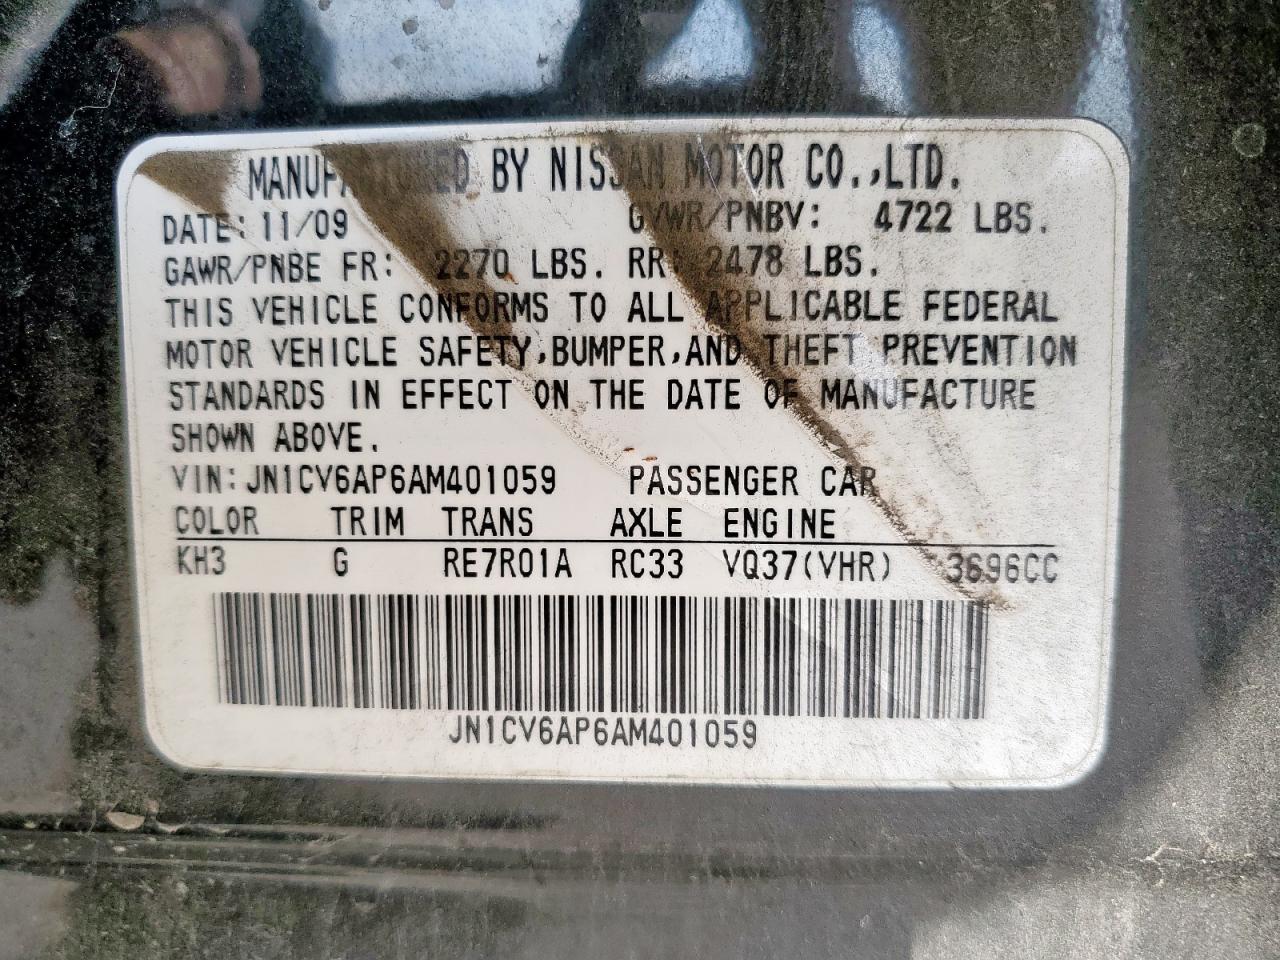 MANUFACTURED BY NISSAN MOTOR CO.,LTD.
DATE: 11/09 GVWR/PNBV: 4722 LBS.
GAWR/PNBE FR: 2270 LBS. RR: 2478 LBS.
THIS VEHICLE CONFORMS TO ALL APPLICABLE FEDERAL
MOTOR VEHICLE SAFETY,BUMPER,AND THEFT PREVENTION
STANDARDS IN EFFECT ON THE DATE OF MANUFACTURE
SHOWN ABOVE.
VIN: JN1CV6AP6AM401059 PASSENGER CAR
COLOR TRIM TRANS AXLE ENGINE
KH3 G RE7R01A RC33 VQ37(VHR) 3696CC
JN1CV6AP6AM401059